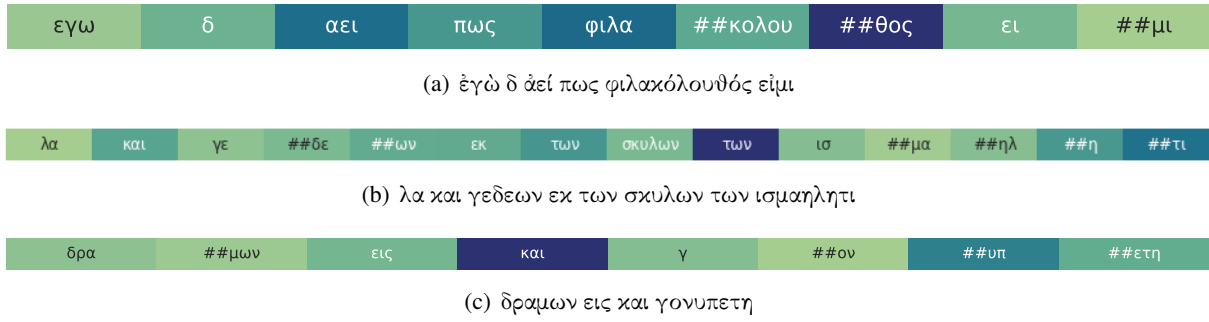 εγω δ αει πως φιλα ##κολου ##θος ει ##μι
(a) ἐγὼ δ ἀεί πως φιλακόλουθός εἰμι
λα και γε ##δε ##ων εκ των σκυλων των ισ ##μα ##ηλ ##η ##τι
(b) λα και γεδεων εκ των σκυλων των ισμαηλητι
δρα ##μων εις και γ ##ον ##υπ ##ετη
(c) δραμων εις και γονυπετη